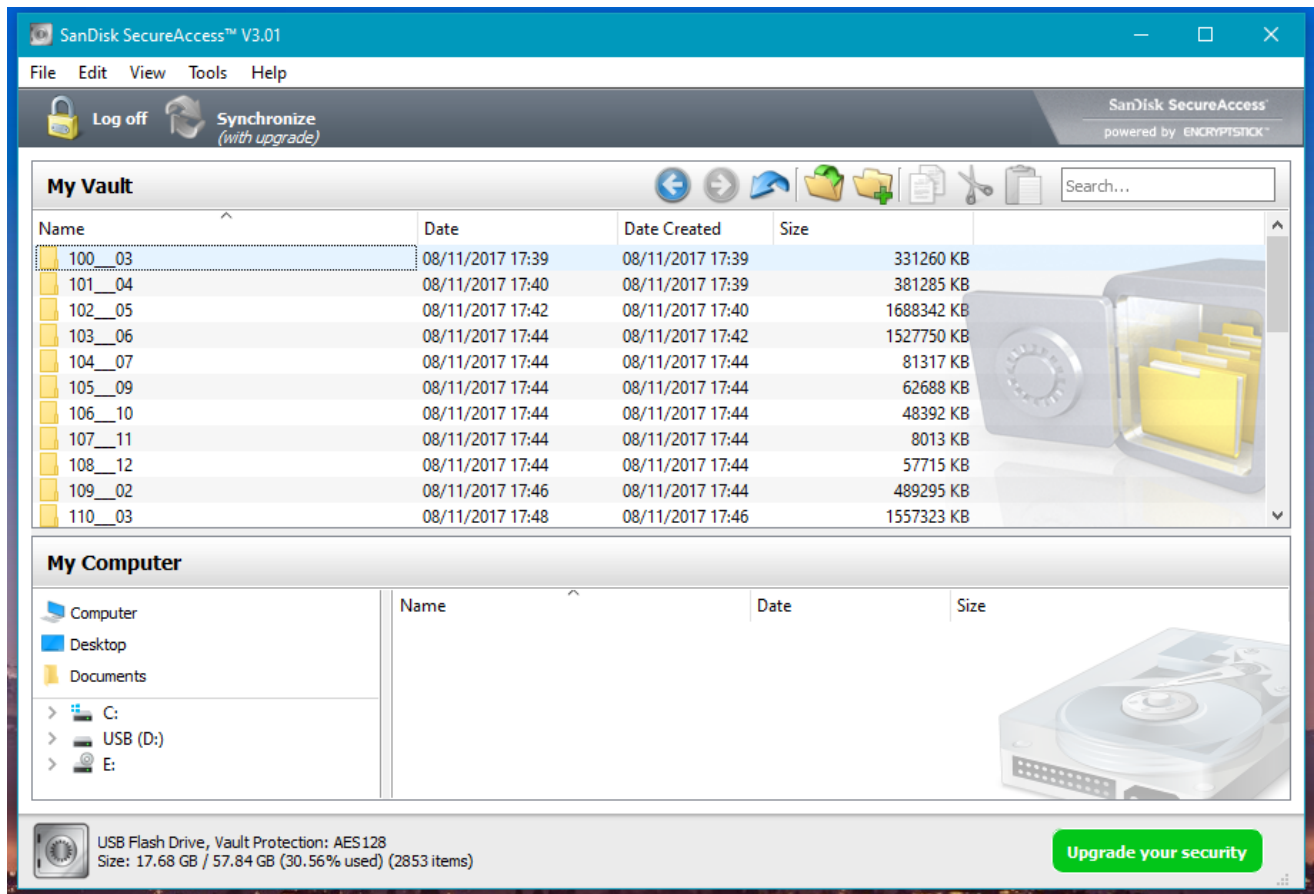 SanDisk SecureAccess™ V3.01
File Edit View Tools Help
Log off Synchronize
(with upgrade)
SanDisk SecureAccess
powered by ENCRYPTSTICK™
My Vault Search...
Name Date Date Created Size
100__03 08/11/2017 17:39 08/11/2017 17:39 331260 KB
101__04 08/11/2017 17:40 08/11/2017 17:39 381285 KB
102__05 08/11/2017 17:42 08/11/2017 17:40 1688342 KB
103__06 08/11/2017 17:44 08/11/2017 17:42 1527750 KB
104__07 08/11/2017 17:44 08/11/2017 17:44 81317 KB
105__09 08/11/2017 17:44 08/11/2017 17:44 62688 KB
106__10 08/11/2017 17:44 08/11/2017 17:44 48392 KB
107__11 08/11/2017 17:44 08/11/2017 17:44 8013 KB
108__12 08/11/2017 17:44 08/11/2017 17:44 57715 KB
109__02 08/11/2017 17:46 08/11/2017 17:44 489295 KB
110__03 08/11/2017 17:48 08/11/2017 17:46 1557323 KB
My Computer
Computer
Desktop
Documents
C:
USB (D:)
E:
Name Date Size
USB Flash Drive, Vault Protection: AES128
Size: 17.68 GB / 57.84 GB (30.56% used) (2853 items)
Upgrade your security